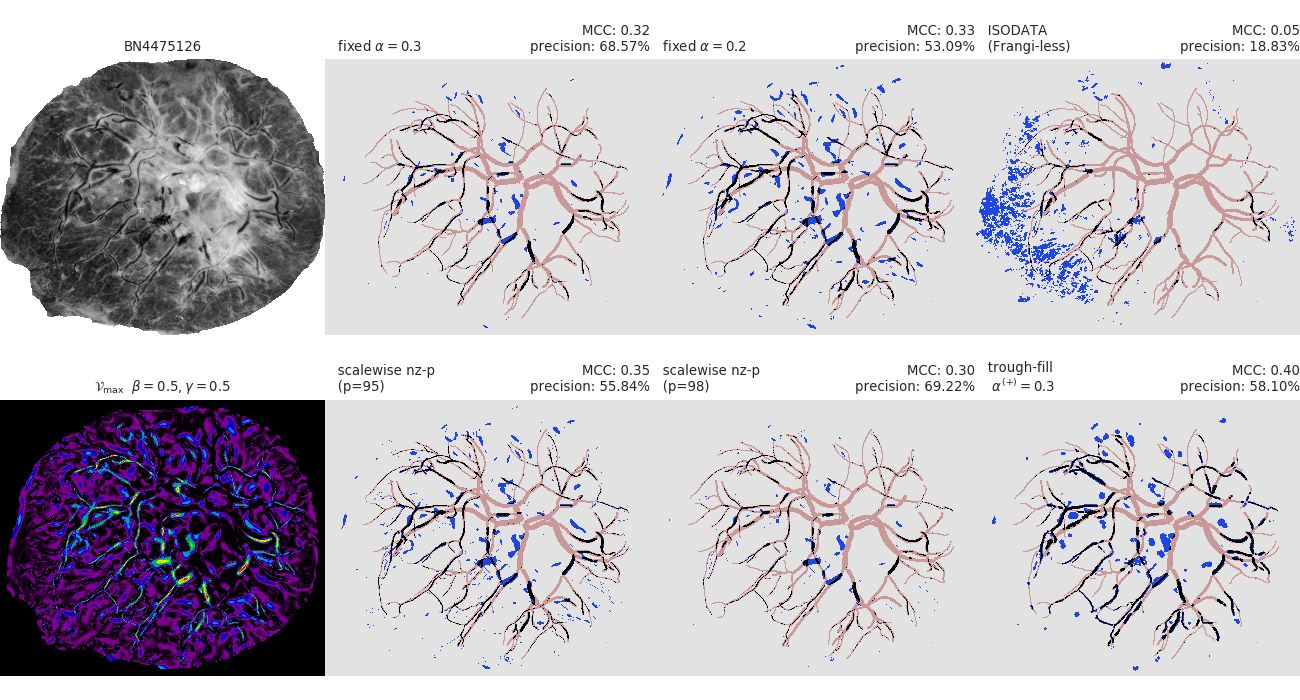 BN4475126
fixed α = 0.3
MCC: 0.32
precision: 68.57%
fixed α = 0.2
MCC: 0.33
precision: 53.09%
ISODATA
(Frangi-less)
MCC: 0.05
precision: 18.83%
𝒱max β = 0.5, γ = 0.5
scalewise nz-p
(p=95)
MCC: 0.35
precision: 55.84%
scalewise nz-p
(p=98)
MCC: 0.30
precision: 69.22%
trough-fill
α(+) = 0.3
MCC: 0.40
precision: 58.10%